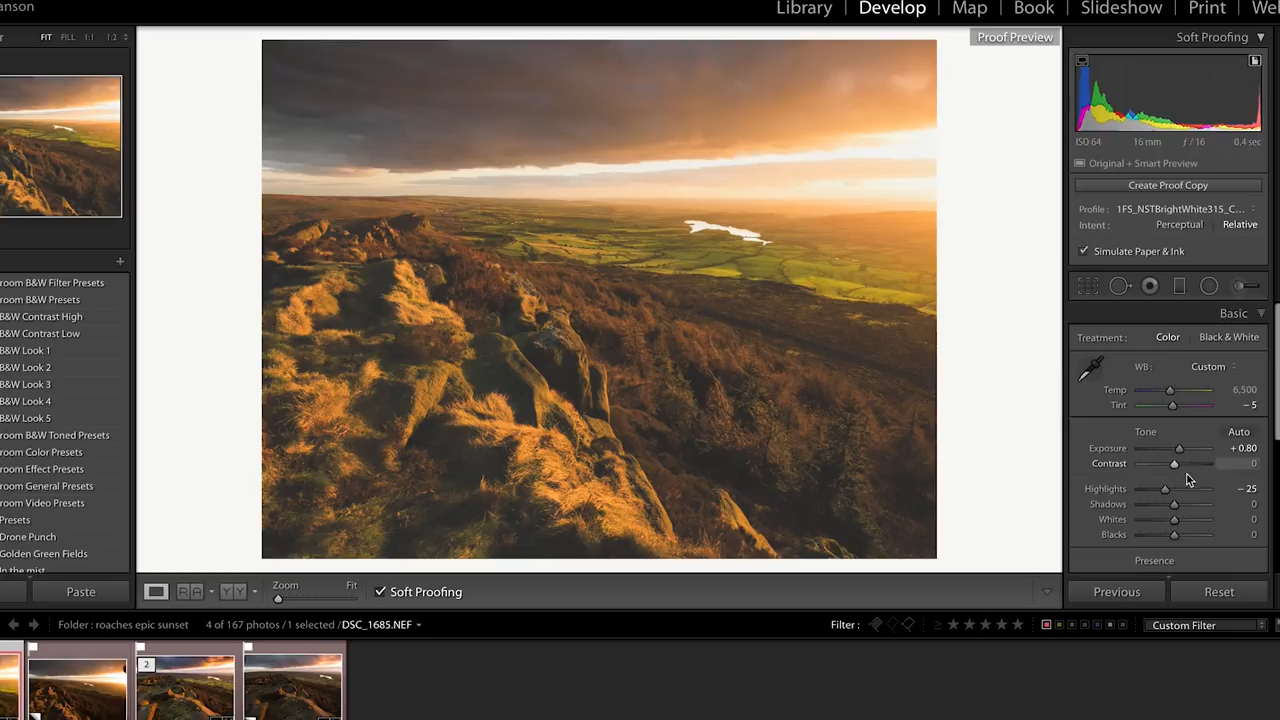 anson
Library | Develop | Map | Book | Slideshow | Print | We
r FIT FILL 1:1 1:2
Proof Preview
Soft Proofing
ISO 64 16 mm ƒ / 16 0.4 sec
Original + Smart Preview
Create Proof Copy
Profile : 1FS_NSTBrightWhite315_C...
Intent : Perceptual Relative
Simulate Paper & Ink
Basic
Treatment : Color Black & White
WB : Custom
Temp 6,500
Tint – 5
Tone Auto
Exposure + 0.80
Contrast 0
Highlights – 25
Shadows 0
Whites 0
Blacks 0
Presence
Previous Reset
+
room B&W Filter Presets
room B&W Presets
B&W Contrast High
B&W Contrast Low
B&W Look 1
B&W Look 2
B&W Look 3
B&W Look 4
B&W Look 5
room B&W Toned Presets
room Color Presets
room Effect Presets
room General Presets
room Video Presets
Presets
Drone Punch
Golden Green Fields
In the mist
Paste
R A Y Y Zoom Fit Soft Proofing
Folder : roaches epic sunset 4 of 167 photos /1 selected /DSC_1685.NEF Filter : ≥ Custom Filter
2